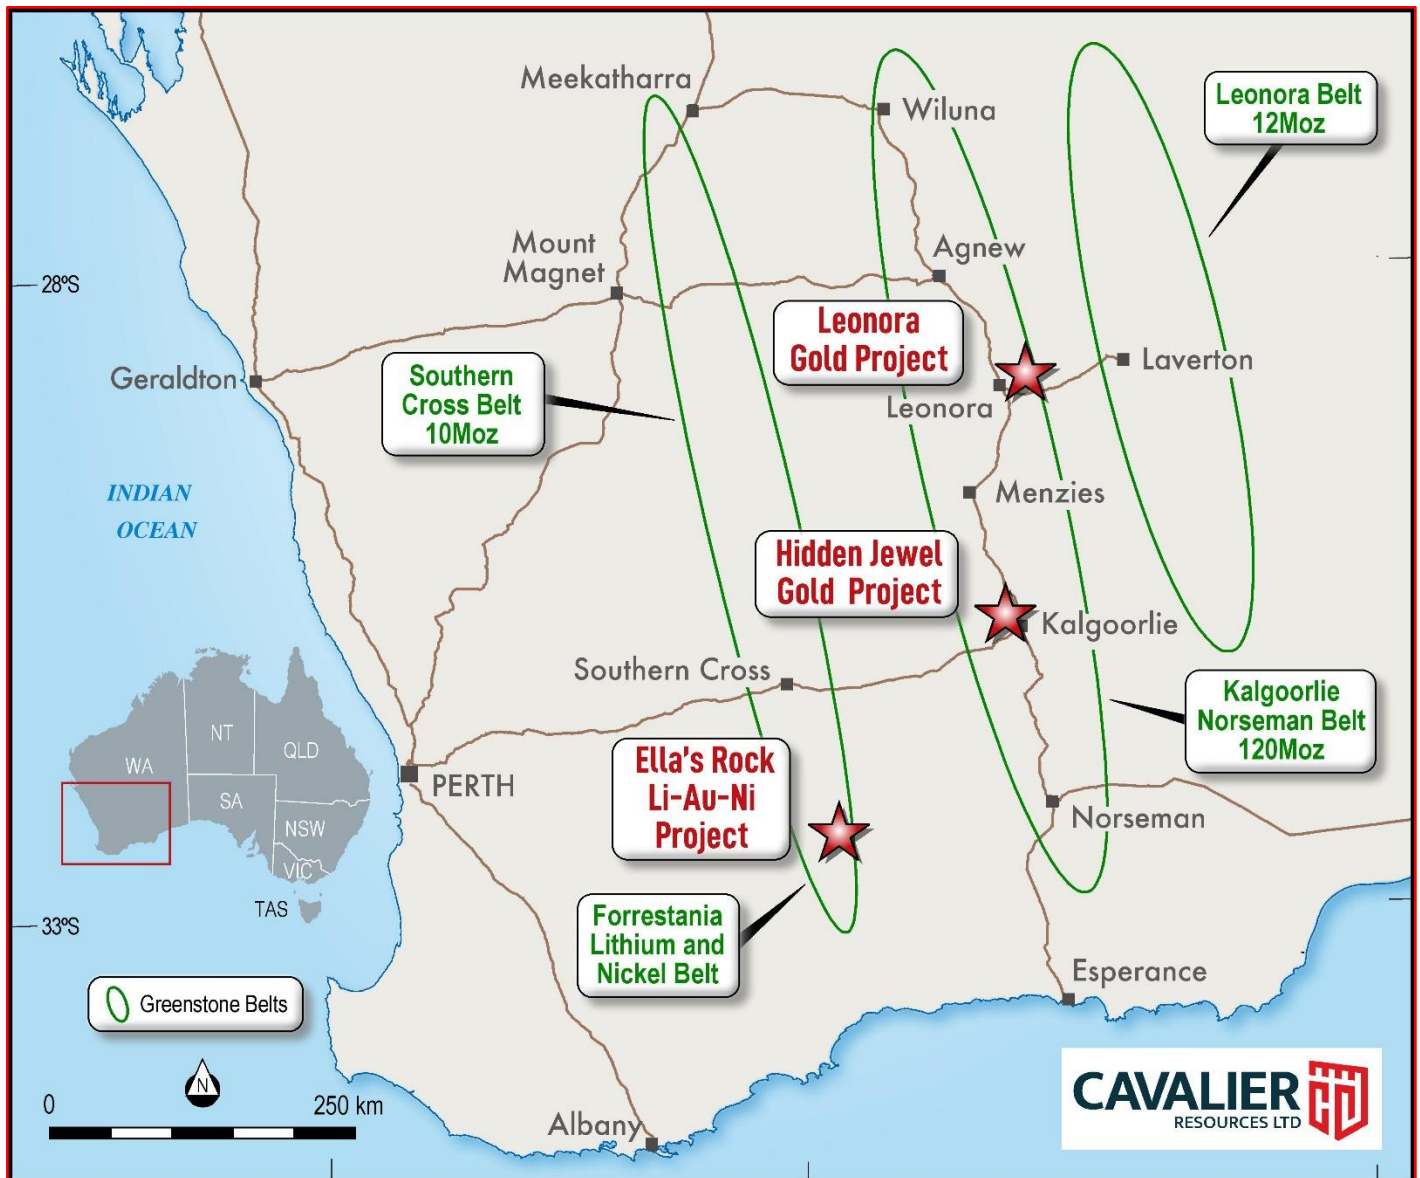 Meekatharra
Wiluna
Leonora Belt
12Moz
Mount
Magnet
Agnew
28ºS
Leonora
Gold Project
Laverton
Geraldton
Southern
Cross Belt
10Moz
Leonora
INDIAN
OCEAN
Menzies
Hidden Jewel
Gold Project
Kalgoorlie
Southern Cross
Kalgoorlie
Norseman Belt
120Moz
NT
QLD
WA
SA
NSW
VIC
TAS
PERTH
Ella's Rock
Li-Au-Ni
Project
Norseman
33ºS
Forrestania
Lithium and
Nickel Belt
Esperance
Greenstone Belts
N
0
250 km
Albany
CAVALIER
RESOURCES LTD